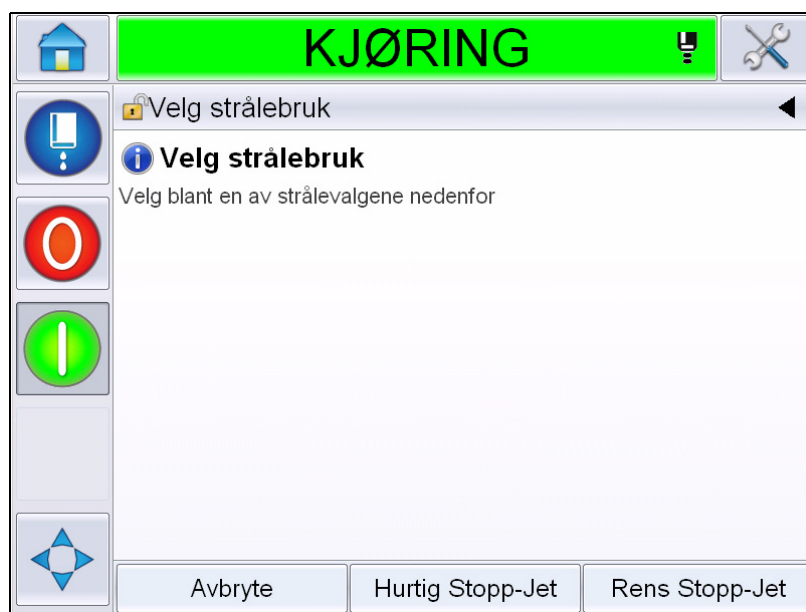 KJØRING
Velg strålebruk
Velg strålebruk
Velg blant en av strålevalgene nedenfor
Avbryte
Hurtig Stopp-Jet
Rens Stopp-Jet